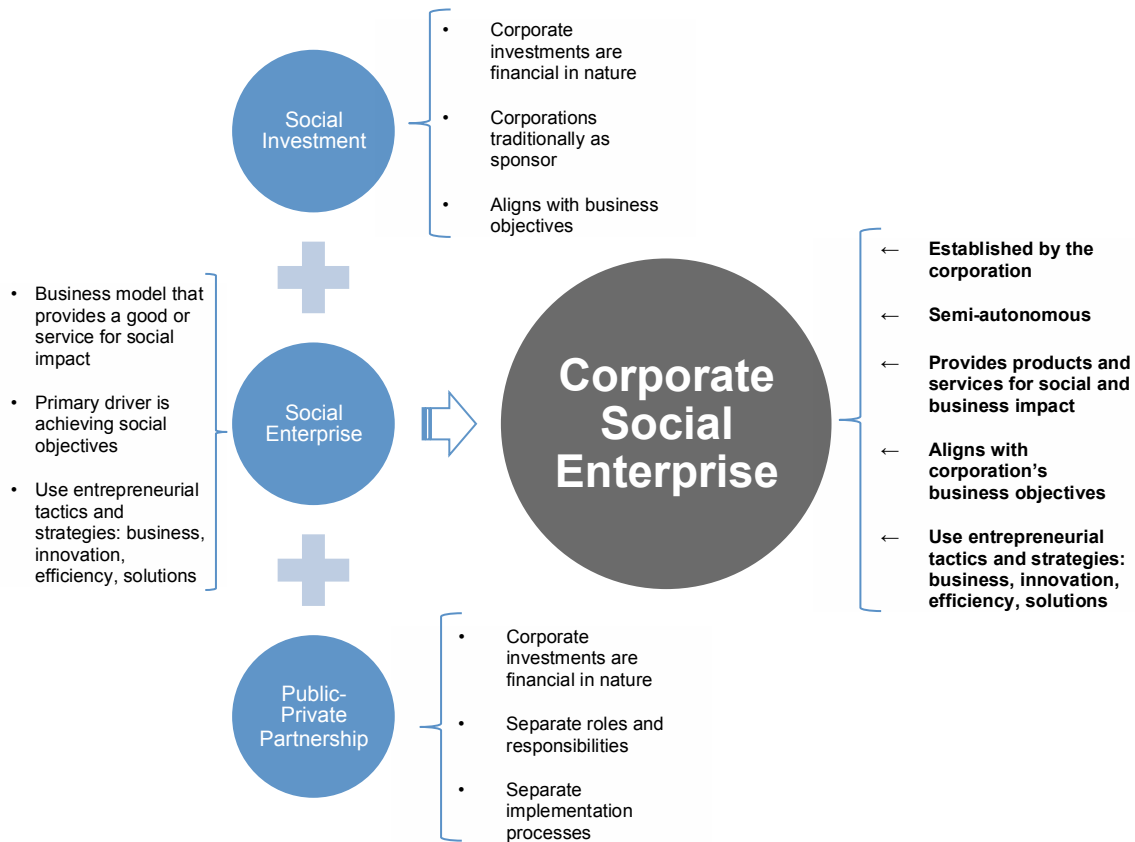 Social
Investment
• Corporate
investments are
financial in nature
• Corporations
traditionally as
sponsor
• Aligns with business
objectives
• Business model that
provides a good or
service for social
impact
• Primary driver is
achieving social
objectives
• Use entrepreneurial
tactics and
strategies: business,
innovation,
efficiency, solutions
Social
Enterprise
Corporate
Social
Enterprise
← Established by the
corporation
← Semi-autonomous
← Provides products and
services for social and
business impact
← Aligns with
corporation’s
business objectives
← Use entrepreneurial
tactics and strategies:
business, innovation,
efficiency, solutions
Public-
Private
Partnership
• Corporate
investments are
financial in nature
• Separate roles and
responsibilities
• Separate
implementation
processes